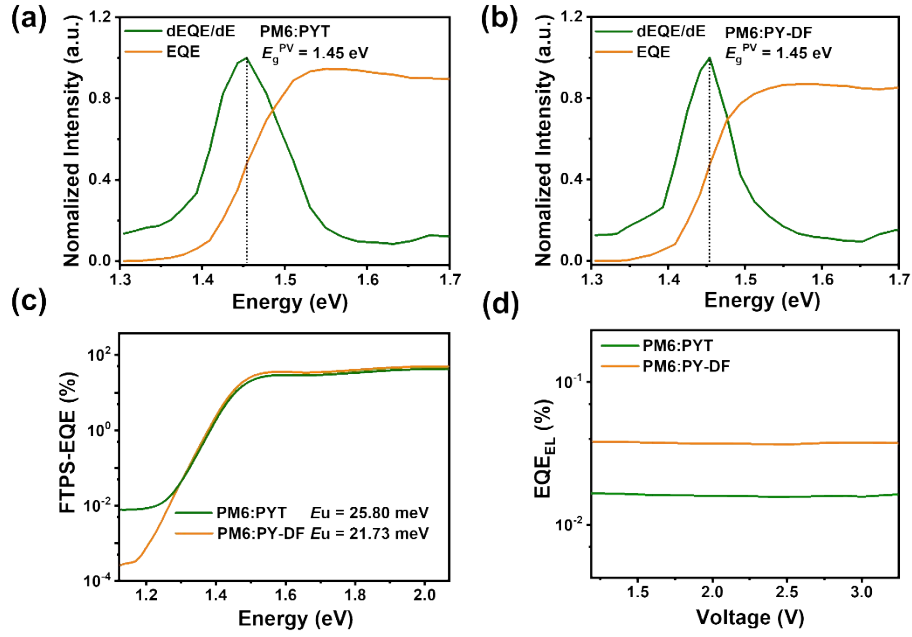 (a)
1.2
0.8
0.4
0.0
Nomalized Intensity (a.u.)
dEQE/dE
EQE
PM6:PYT
EgPV = 1.45 eV
1.3 1.4 1.5 1.6 1.7
Energy (eV)
(b)
1.2
0.8
0.4
0.0
Nomalized Intensity (a.u.)
dEQE/dE
EQE
PM6:PY-DF
EgPV = 1.45 eV
1.3 1.4 1.5 1.6 1.7
Energy (eV)
(c)
10^2
10^0
10^-2
10^-4
FTPS-EQE (%)
PM6:PYT Eu = 25.80 meV
PM6:PY-DF Eu = 21.73 meV
1.2 1.4 1.6 1.8 2.0
Energy (eV)
(d)
10^-1
10^-2
EQEEL (%)
PM6:PYT
PM6:PY-DF
1.5 2.0 2.5 3.0
Voltage (V)